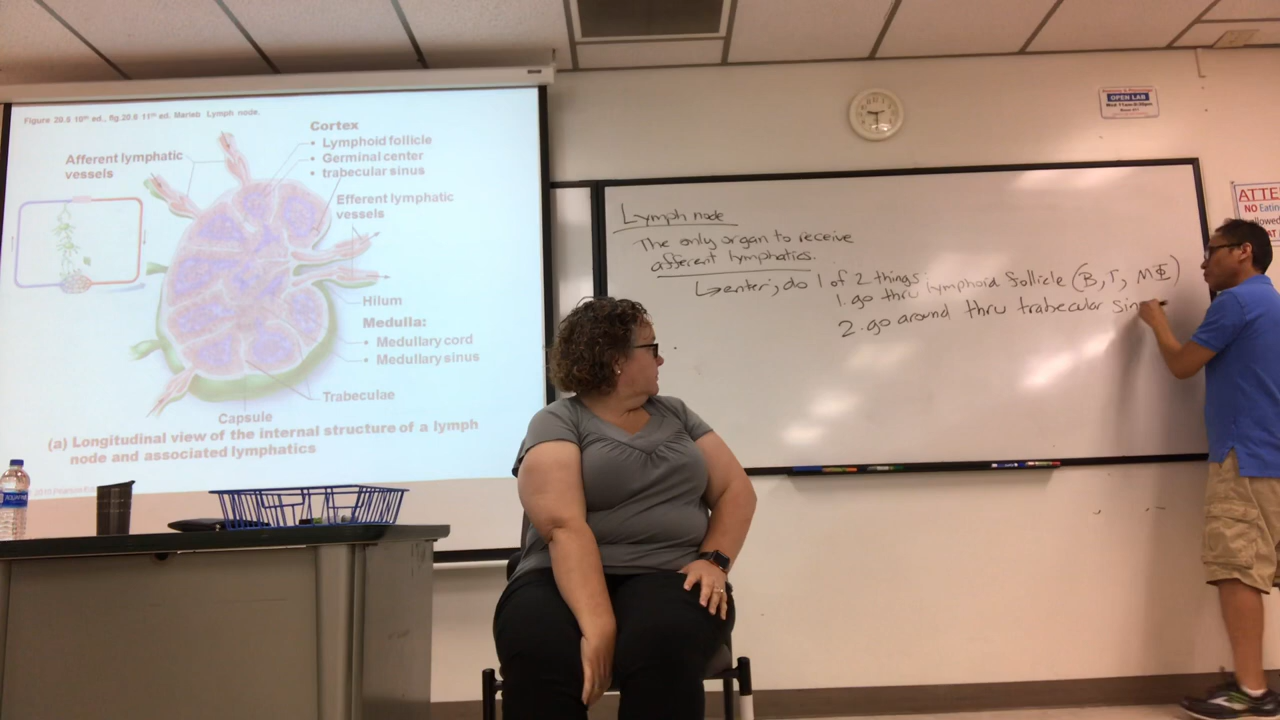 Figure 20.5 10th ed., fig.20.6 11th ed. Marieb Lymph node.
Cortex
• Lymphoid follicle
• Germinal center
• trabecular sinus
Afferent lymphatic
vessels
Efferent lymphatic
vessels
Hilum
Medulla:
• Medullary cord
• Medullary sinus
Trabeculae
Capsule
(a) Longitudinal view of the internal structure of a lymph
node and associated lymphatics
Lymph node
The only organ to receive
afferent lymphatics.
↳enter, do 1 of 2 things
1. go thru lymphoid follicle (B, T, MΦ)
2. go around thru trabecular sin
OPEN LAB
ATTE
NO Eatin